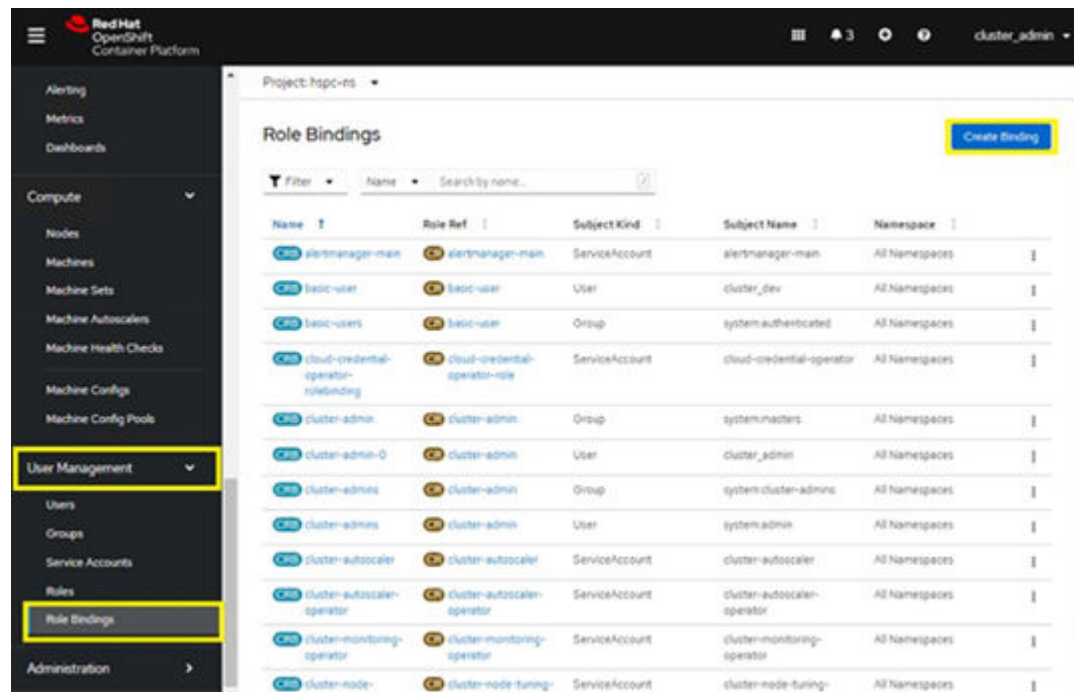 Red Hat
OpenShift
Container Platform
3
cluster_admin
Alerting
Metrics
Dashboards
Compute
Nodes
Machines
Machine Sets
Machine Autoscalers
Machine Health Checks
Machine Configs
Machine Config Pools
User Management
Users
Groups
Service Accounts
Roles
Role Bindings
Administration
Project: hspc-ns
Role Bindings
Create Binding
Filter Name Search by name... /
Name Role Ref Subject Kind Subject Name Namespace
CRB alertmanager-main CR alertmanager-main ServiceAccount alertmanager-main All Namespaces
CRB basic-user CR basic-user User cluster_dev All Namespaces
CRB basic-users CR basic-user Group system:authenticated All Namespaces
CRB cloud-credential- CR cloud-credential- ServiceAccount cloud-credential-operator All Namespaces
operator- operator-role
rolebinding
CRB cluster-admin CR cluster-admin Group system:masters All Namespaces
CRB cluster-admin-0 CR cluster-admin User cluster_admin All Namespaces
CRB cluster-admins CR cluster-admin Group system:cluster-admins All Namespaces
CRB cluster-admins CR cluster-admin User system:admin All Namespaces
CRB cluster-autoscaler CR cluster-autoscaler ServiceAccount cluster-autoscaler All Namespaces
CRB cluster-autoscaler- CR cluster-autoscaler- ServiceAccount cluster-autoscaler- All Namespaces
operator operator operator
CRB cluster-monitoring- CR cluster-monitoring- ServiceAccount cluster-monitoring- All Namespaces
operator operator operator
CRB cluster-node- CR cluster-node-tuning- ServiceAccount cluster-node-tuning- All Namespaces